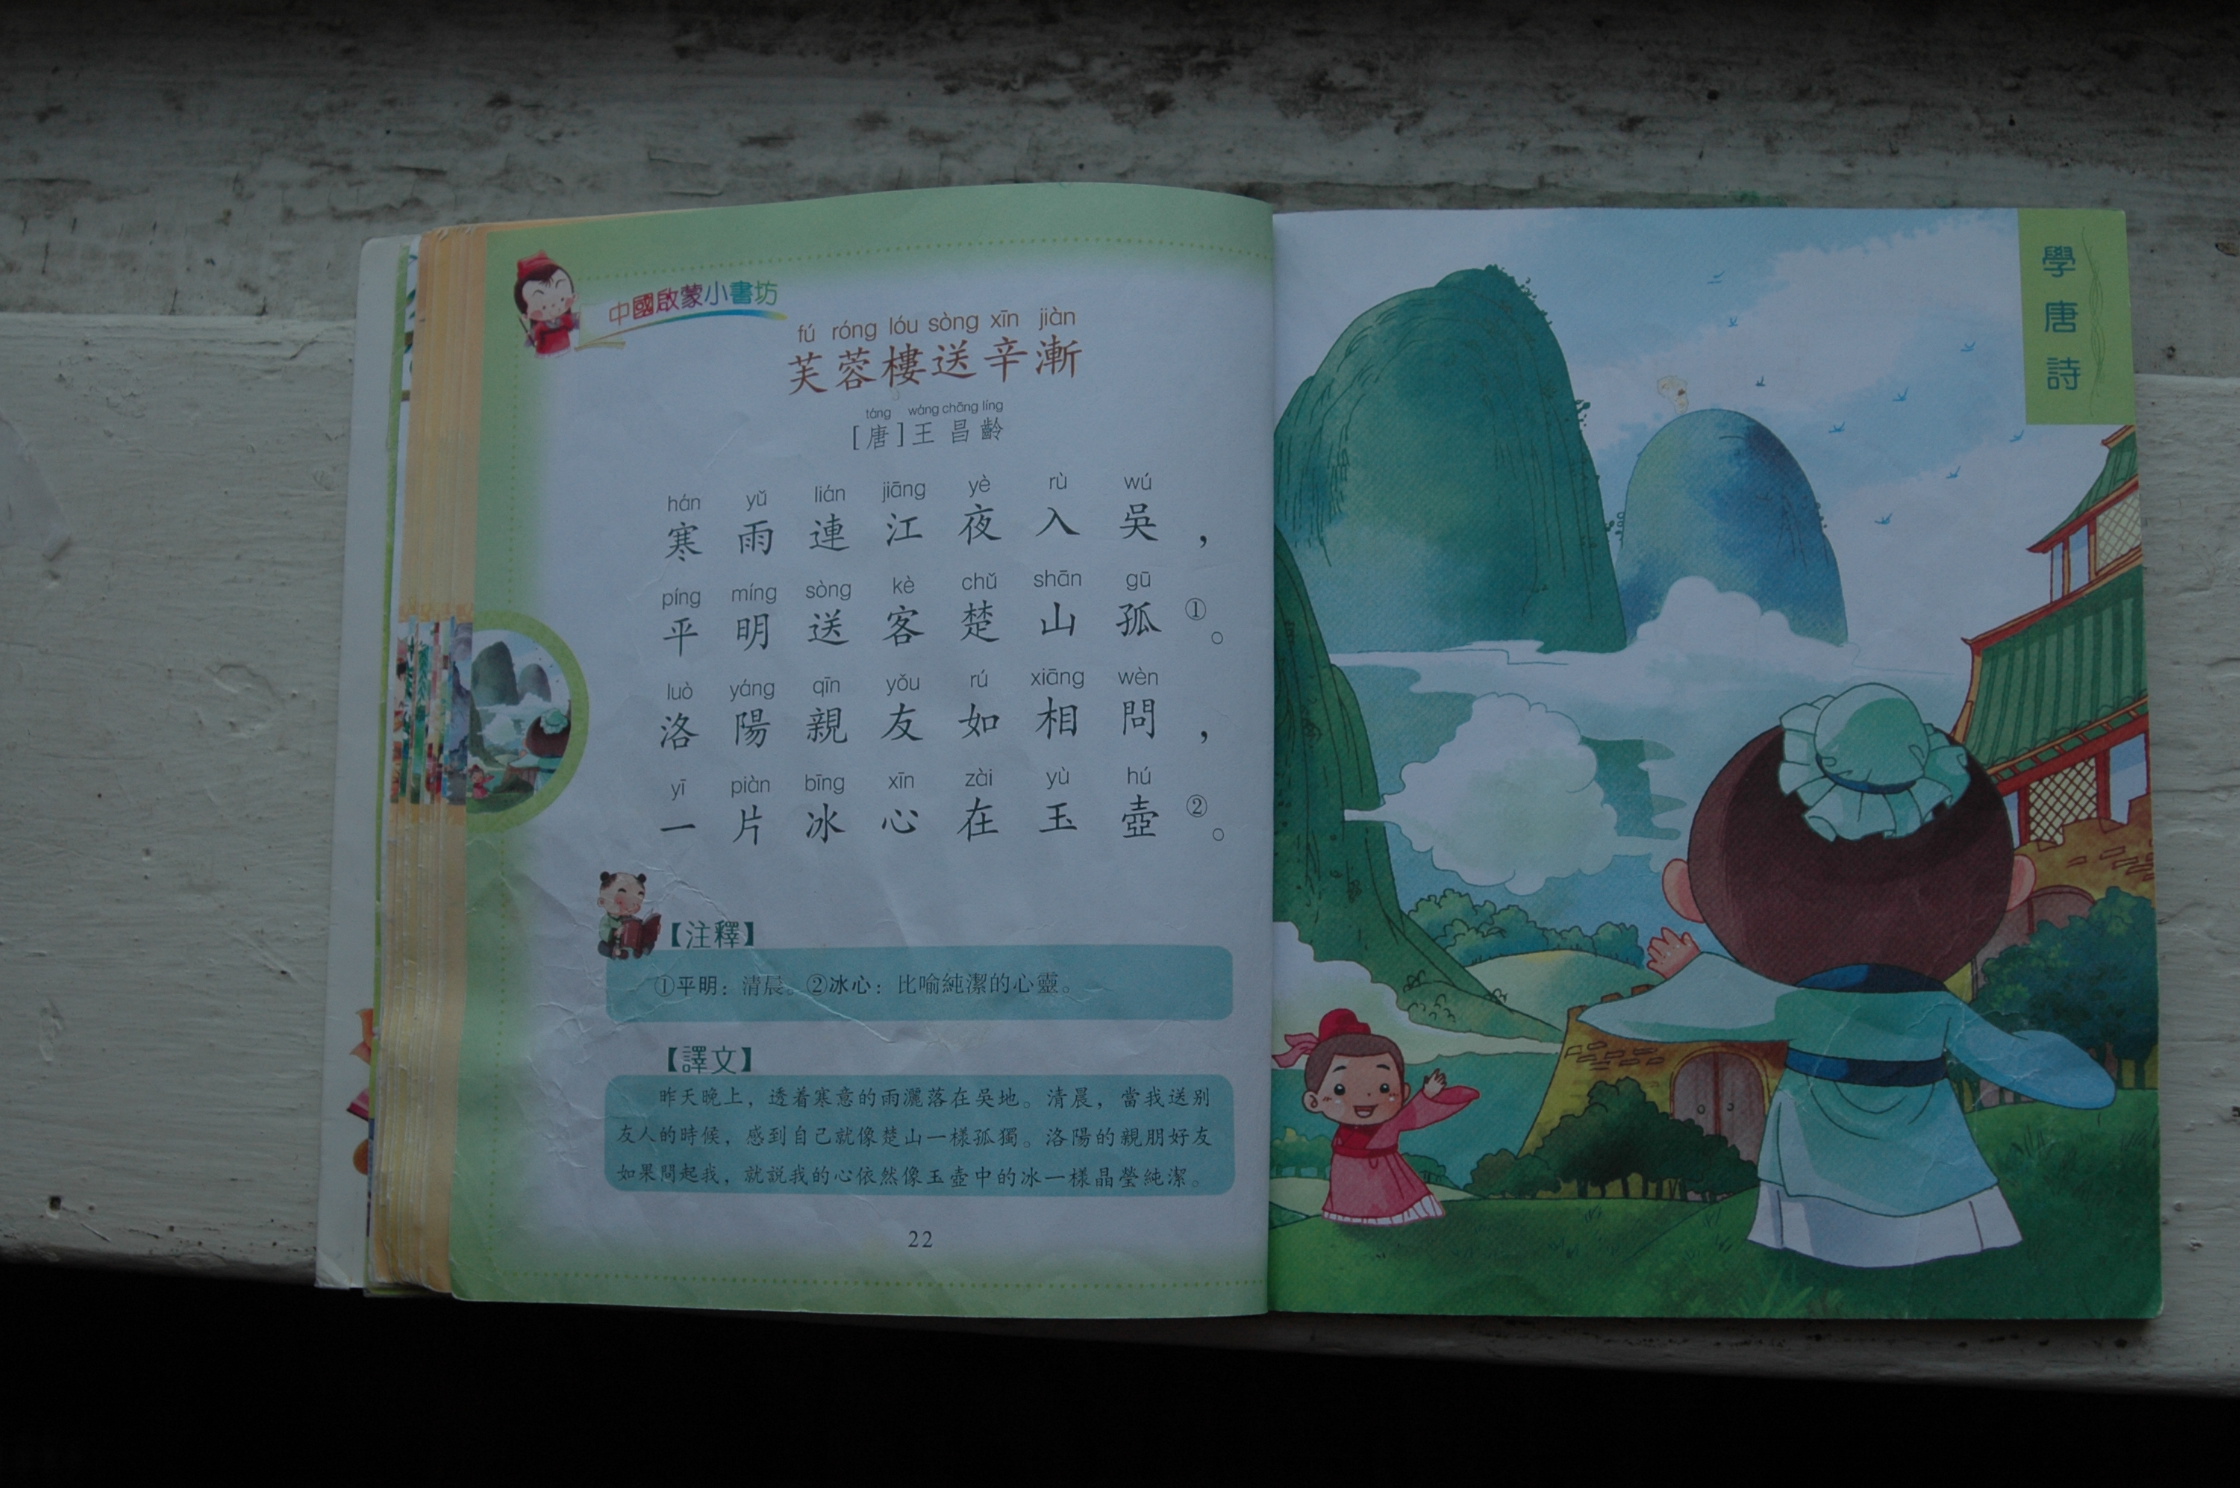 中國啟蒙小書坊
fú róng lóu sòng xīn jiàn
芙蓉樓送辛漸
táng wáng chāng líng
[唐]王昌齡
hán yǔ lián jiāng yè rù wú
寒雨連江夜入吳，
píng míng sòng kè chǔ shān gū
平明送客楚山孤①。
luò yáng qīn yǒu rú xiāng wèn
洛陽親友如相問，
yī piàn bīng xīn zài yù hú
一片冰心在玉壺②。
【注釋】
①平明：清晨。②冰心：比喻純潔的心靈。
【譯文】
昨天晚上，透着寒意的雨灑落在吳地。清晨，當我送別
友人的時候，感到自己就像楚山一樣孤獨。洛陽的親朋好友
如果問起我，就説我的心依然像玉壺中的冰一樣晶瑩純潔。
22
學唐詩